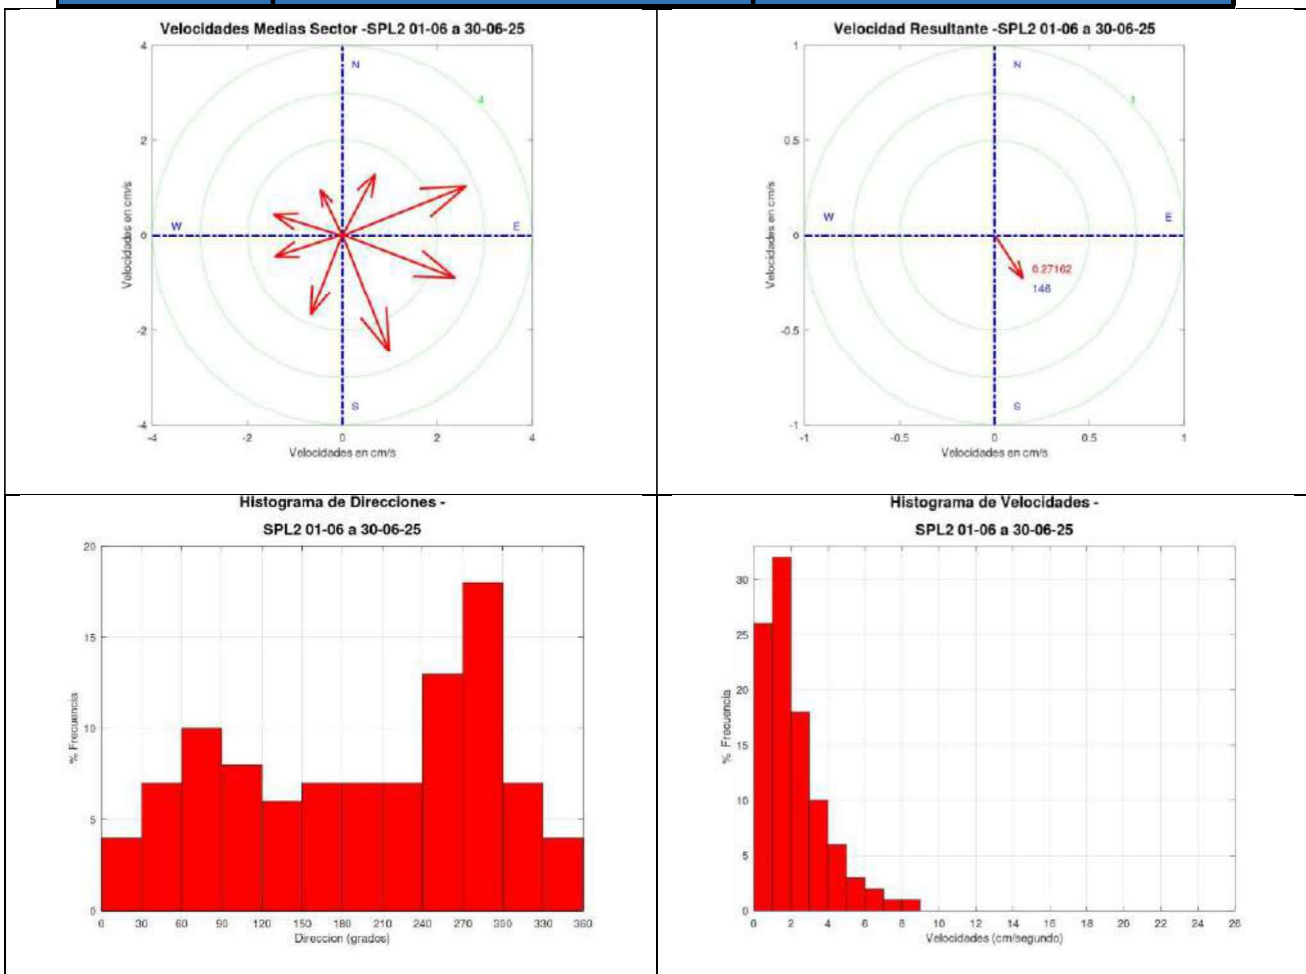 Velocidades Medias Sector -SPL2 01-06 a 30-06-25
4
N
4
2
Velocidades en cm/s
W
0
E
-2
S
-4
-4 -2 0 2 4
Velocidades en cm/s
Velocidad Resultante -SPL2 01-06 a 30-06-25
1
N
1
0.5
Velocidades en cm/s
W
E
0
0.27162
146
-0.5
S
-1
-1 -0.5 0 0.5 1
Velocidades en cm/s
Histograma de Direcciones -
SPL2 01-06 a 30-06-25
20
15
% Frecuencia
10
5
0
0 30 60 90 120 150 180 210 240 270 300 330 360
Direccion (grados)
Histograma de Velocidades -
SPL2 01-06 a 30-06-25
30
25
20
% Frecuencia
15
10
5
0
0 2 4 6 8 10 12 14 16 18 20 22 24 26
Velocidades (cm/segundo)